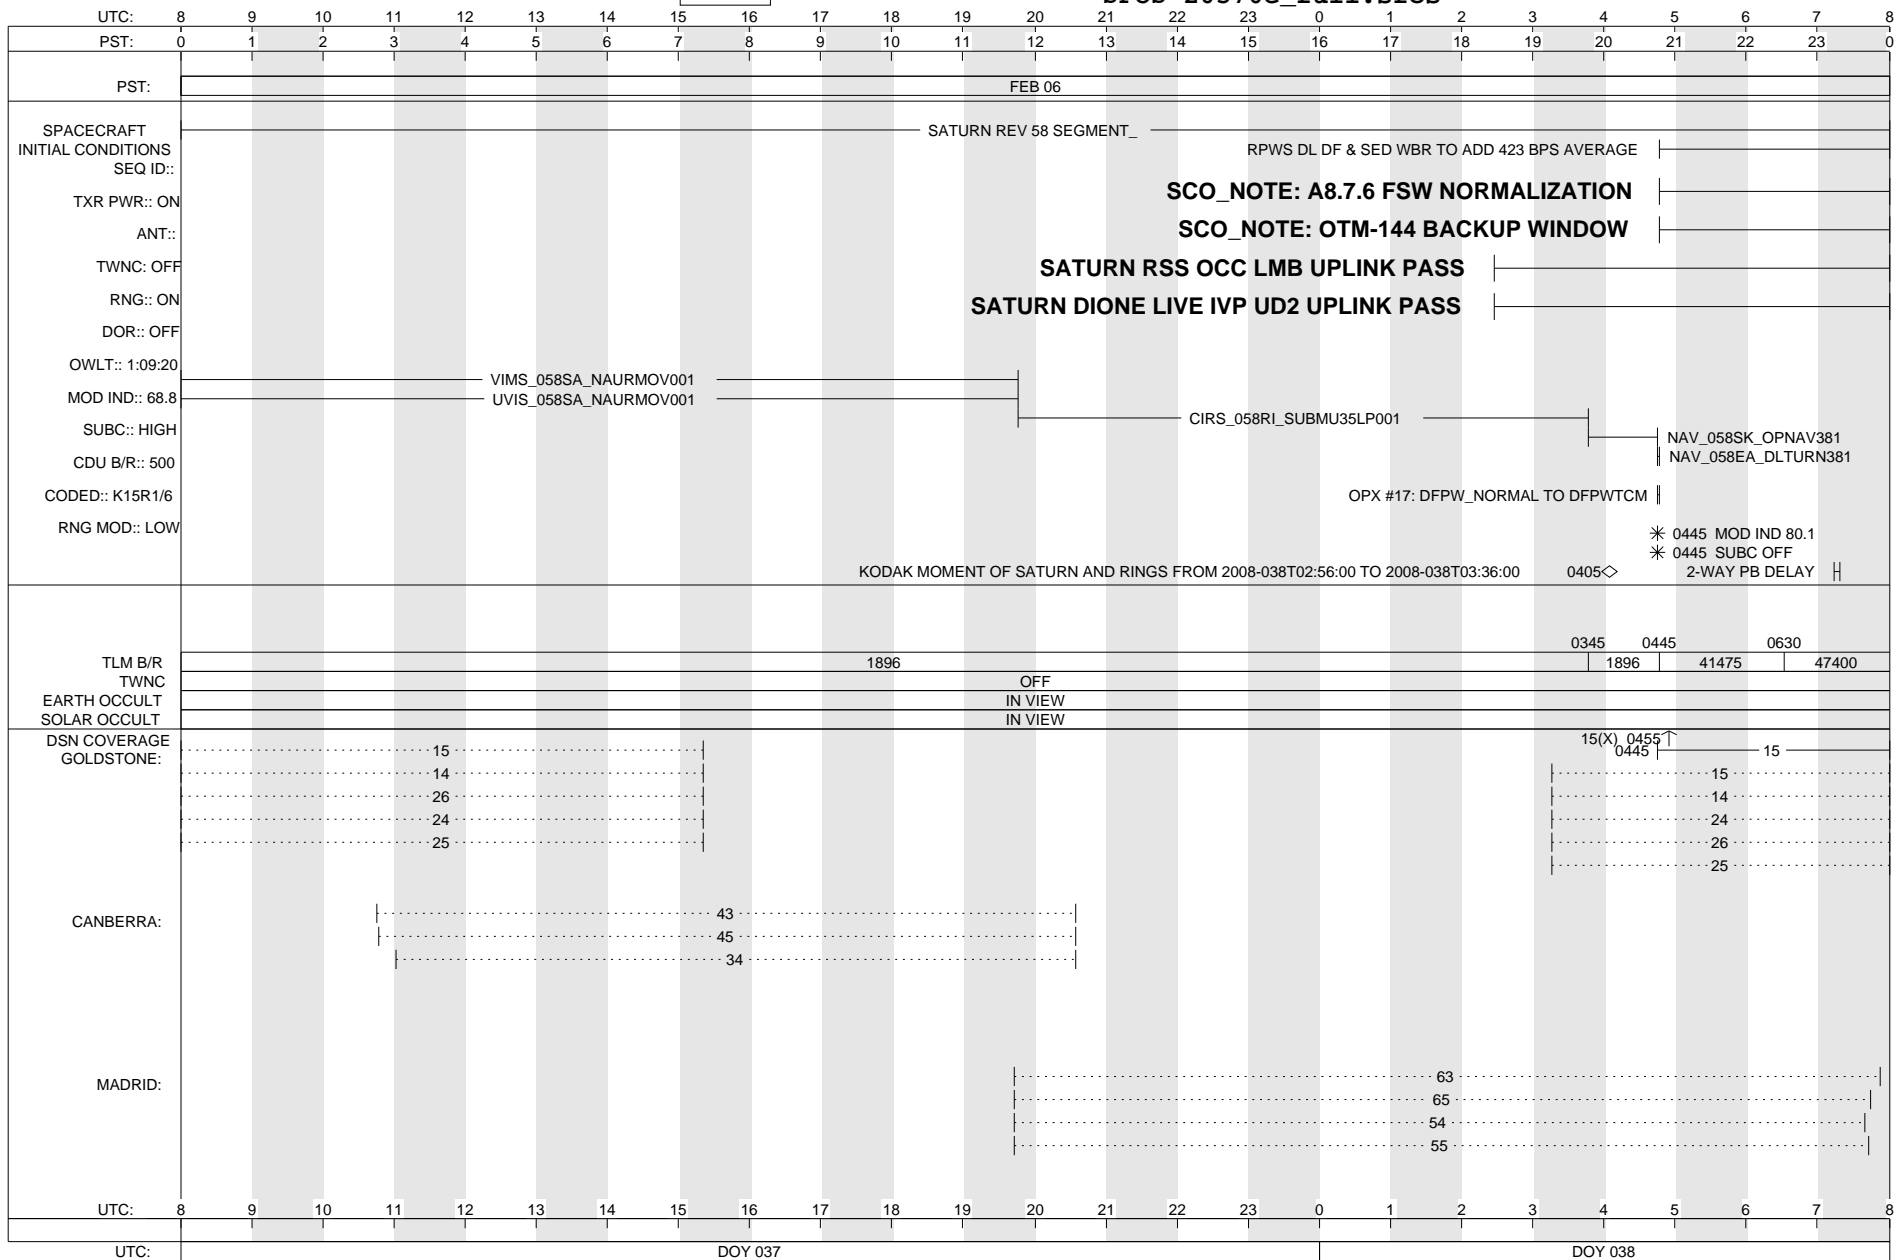 UTC: 8 9 10 11 12 13 14 15 16 17 18 19 20 21 22 23 0 1 2 3 4 5 6 7 8
PST: 0 1 2 3 4 5 6 7 8 9 10 11 12 13 14 15 16 17 18 19 20 21 22 23 0
PST: FEB 06
SPACECRAFT
INITIAL CONDITIONS
SEQ ID::
TXR PWR:: ON
ANT::
TWNC: OFF
RNG:: ON
DOR:: OFF
OWLT:: 1:09:20
MOD IND:: 68.8
SUBC:: HIGH
CDU B/R:: 500
CODED:: K15R1/6
RNG MOD:: LOW
SATURN REV 58 SEGMENT_
RPWS DL DF & SED WBR TO ADD 423 BPS AVERAGE
SCO_NOTE: A8.7.6 FSW NORMALIZATION
SCO_NOTE: OTM-144 BACKUP WINDOW
SATURN RSS OCC LMB UPLINK PASS
SATURN DIONE LIVE IVP UD2 UPLINK PASS
VIMS_058SA_NAURMOV001
UVIS_058SA_NAURMOV001
CIRS_058RI_SUBMU35LP001
NAV_058SK_OPNAV381
NAV_058EA_DLTURN381
OPX #17: DFPW_NORMAL TO DFPWTCM
0445 MOD IND 80.1
0445 SUBC OFF
KODAK MOMENT OF SATURN AND RINGS FROM 2008-038T02:56:00 TO 2008-038T03:36:00 0405 2-WAY PB DELAY
0345 0445 0630
TLM B/R 1896 1896 41475 47400
TWNC OFF
EARTH OCCULT IN VIEW
SOLAR OCCULT IN VIEW
DSN COVERAGE
GOLDSTONE:
15(X) 0455
15 0445 15
14 15
26 14
24 24
25 26
25
CANBERRA:
43
45
34
MADRID:
63
65
54
55
UTC: 8 9 10 11 12 13 14 15 16 17 18 19 20 21 22 23 0 1 2 3 4 5 6 7 8
UTC: DOY 037 DOY 038